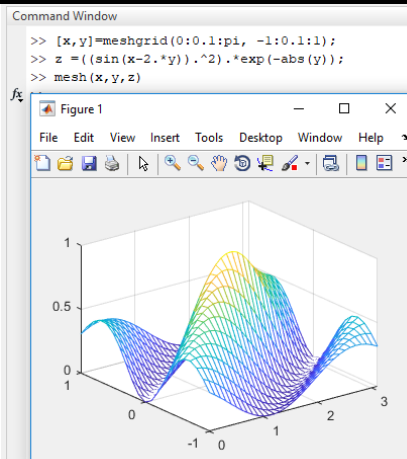 Command Window
>> [x,y]=meshgrid(0:0.1:pi, -1:0.1:1);
>> z =((sin(x-2.*y)).^2).*exp(-abs(y));
>> mesh(x,y,z)
fx >>
Figure 1
File Edit View Insert Tools Desktop Window Help
1
0.5
0
1
0
-1
0
1
2
3